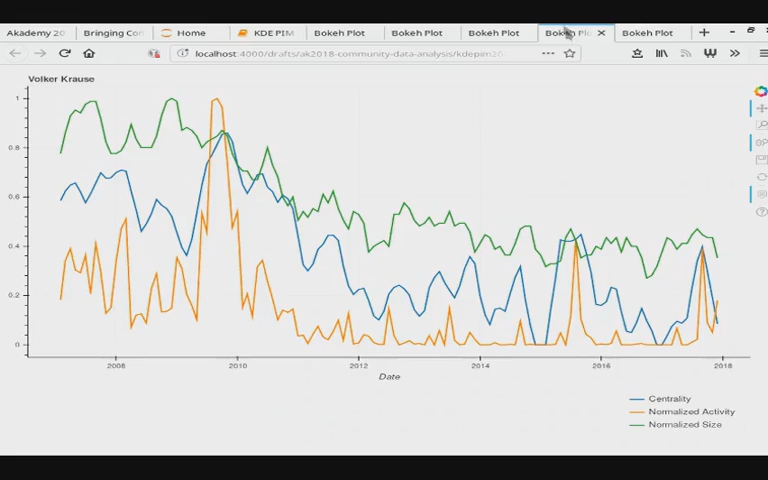 Akademy 20
Bringing Co
Home
KDE PIM
Bokeh Plot
Bokeh Plot
Bokeh Plot
Bokeh Plo
Bokeh Plot
localhost:4000/drafts/ak2018-community-data-analysis/kdepim20
Volker Krause
1
0.8
0.6
0.4
0.2
0
2008
2010
2012
2014
2016
2018
Date
Centrality
Normalized Activity
Normalized Size